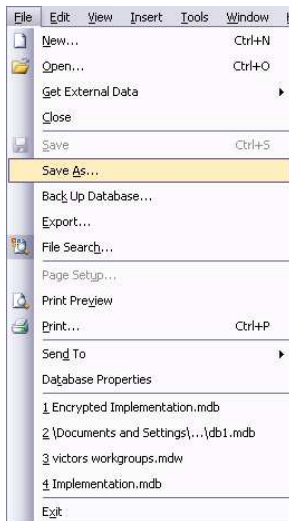 File Edit View Insert Tools Window
New... Ctrl+N
Open... Ctrl+O
Get External Data
Close
Save Ctrl+S
Save As...
Back Up Database...
Export...
File Search...
Page Setup...
Print Preview
Print... Ctrl+P
Send To
Database Properties
1 Encrypted Implementation.mdb
2 \Documents and Settings\...\db1.mdb
3 victors workgroups.mdw
4 Implementation.mdb
Exit